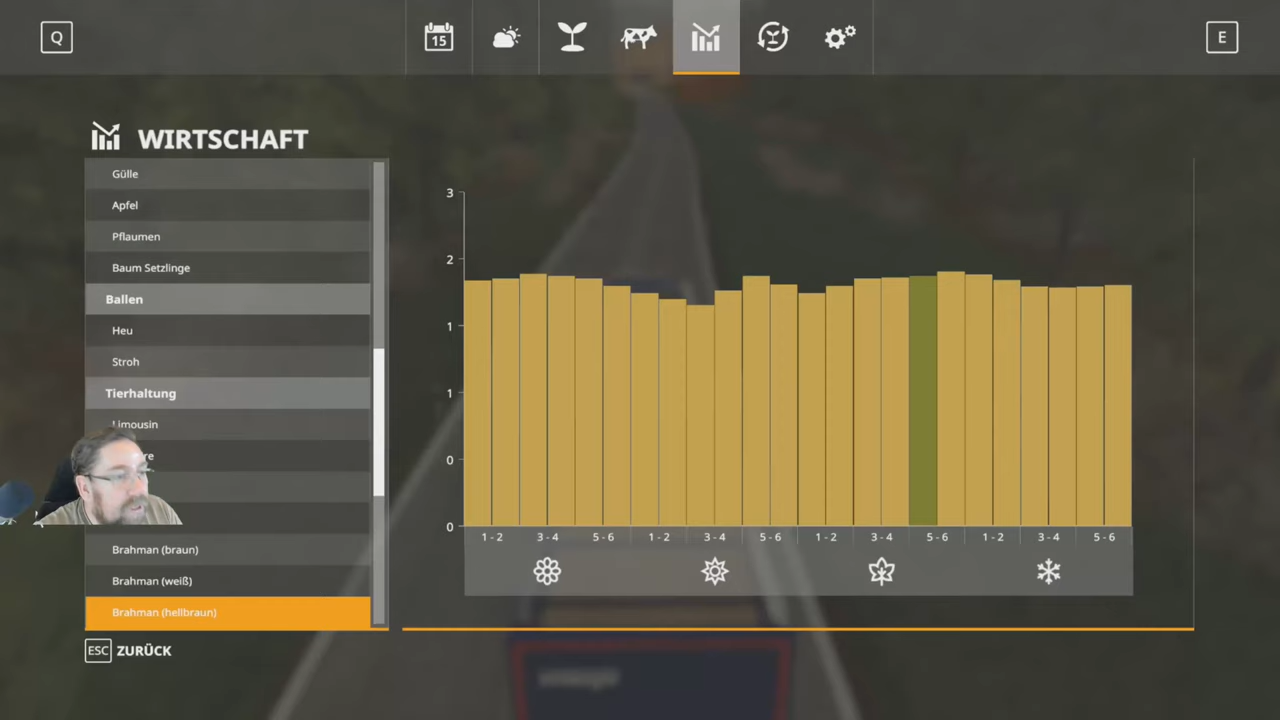 Q
15
E
WIRTSCHAFT
Gülle
Apfel
Pflaumen
Baum Setzlinge
Ballen
Heu
Stroh
Tierhaltung
Limousin
Brahman (braun)
Brahman (weiß)
Brahman (hellbraun)
ESC ZURÜCK
3
2
1
1
0
0
1 - 2 3 - 4 5 - 6 1 - 2 3 - 4 5 - 6 1 - 2 3 - 4 5 - 6 1 - 2 3 - 4 5 - 6